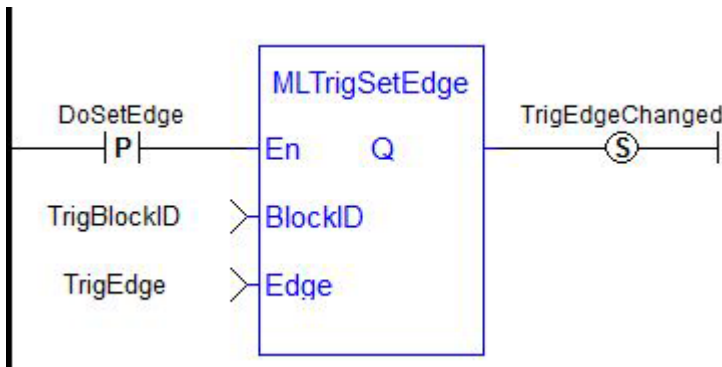 MLTrigSetEdge
DoSetEdge
TrigEdgeChanged
P
En
Q
S
TrigBlockID
BlockID
TrigEdge
Edge